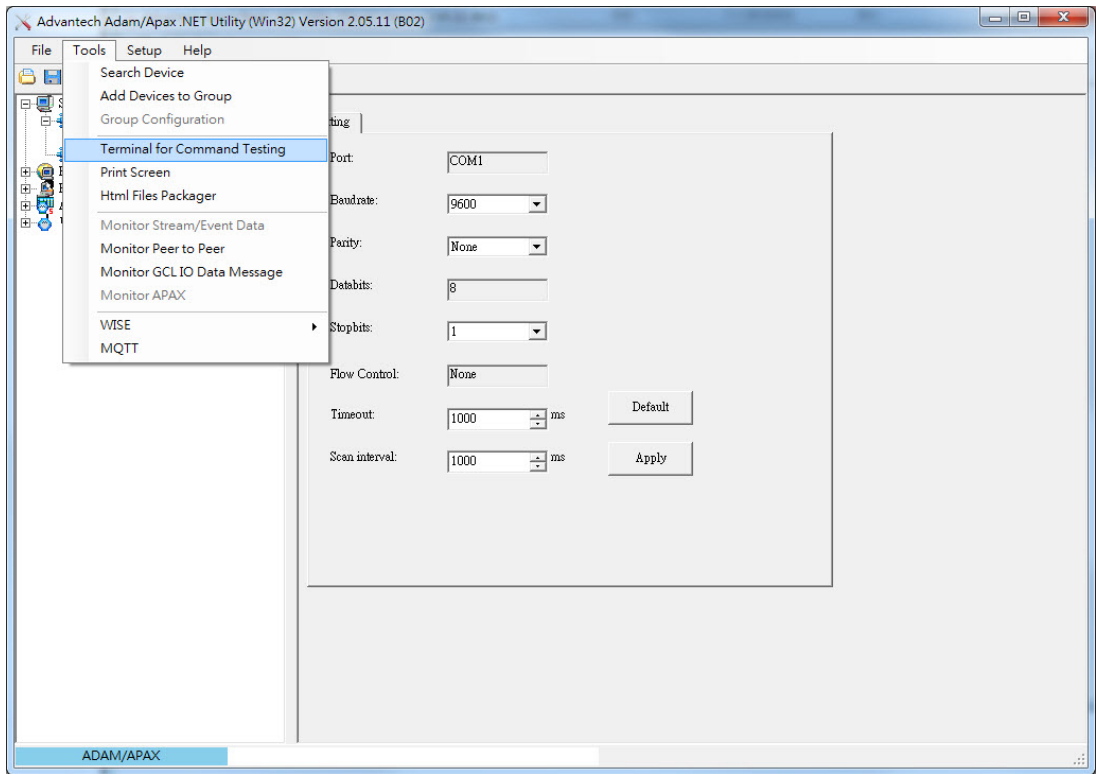 Advantech Adam/Apax .NET Utility (Win32) Version 2.05.11 (B02)
File Tools Setup Help
Search Device
Add Devices to Group
Group Configuration
Terminal for Command Testing
Print Screen
Html Files Packager
Monitor Stream/Event Data
Monitor Peer to Peer
Monitor GCL IO Data Message
Monitor APAX
WISE
MQTT
ting
Port: COM1
Baudrate: 9600
Parity: None
Databits: 8
Stopbits: 1
Flow Control: None
Timeout: 1000 ms Default
Scan interval: 1000 ms Apply
ADAM/APAX